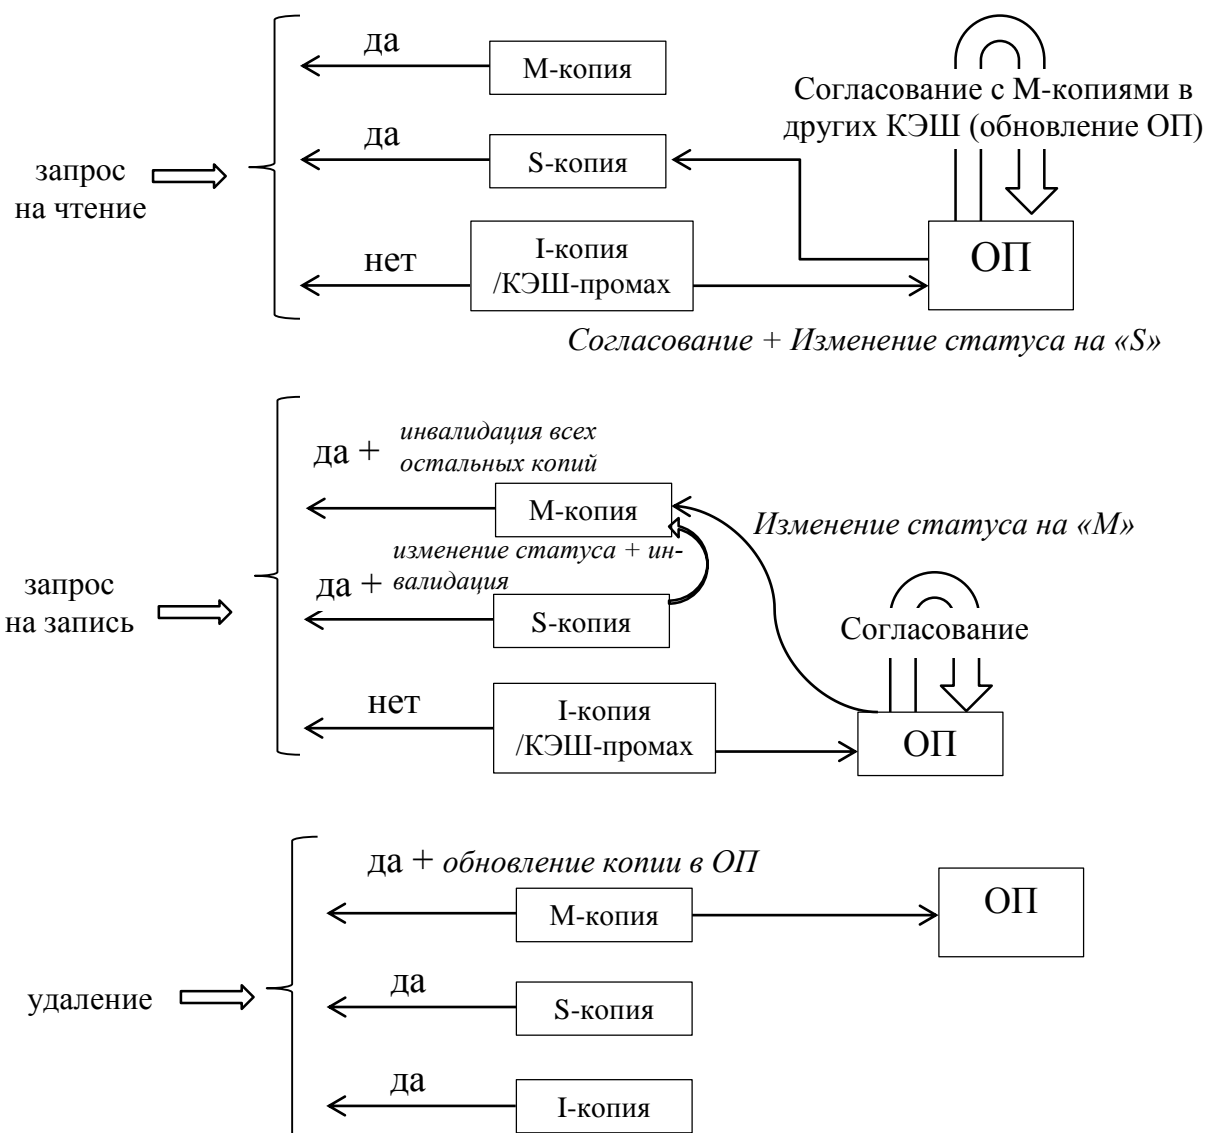 да
М-копия
Согласование с М-копиями в
других КЭШ (обновление ОП)
да
S-копия
запрос
на чтение
нет
I-копия
/КЭШ-промах
ОП
Согласование + Изменение статуса на «S»
да + инвалидация всех
остальных копий
М-копия
Изменение статуса на «М»
да + изменение статуса + ин-
валидация
S-копия
запрос
на запись
Согласование
нет
I-копия
/КЭШ-промах
ОП
да + обновление копии в ОП
М-копия
ОП
удаление
да
S-копия
да
I-копия